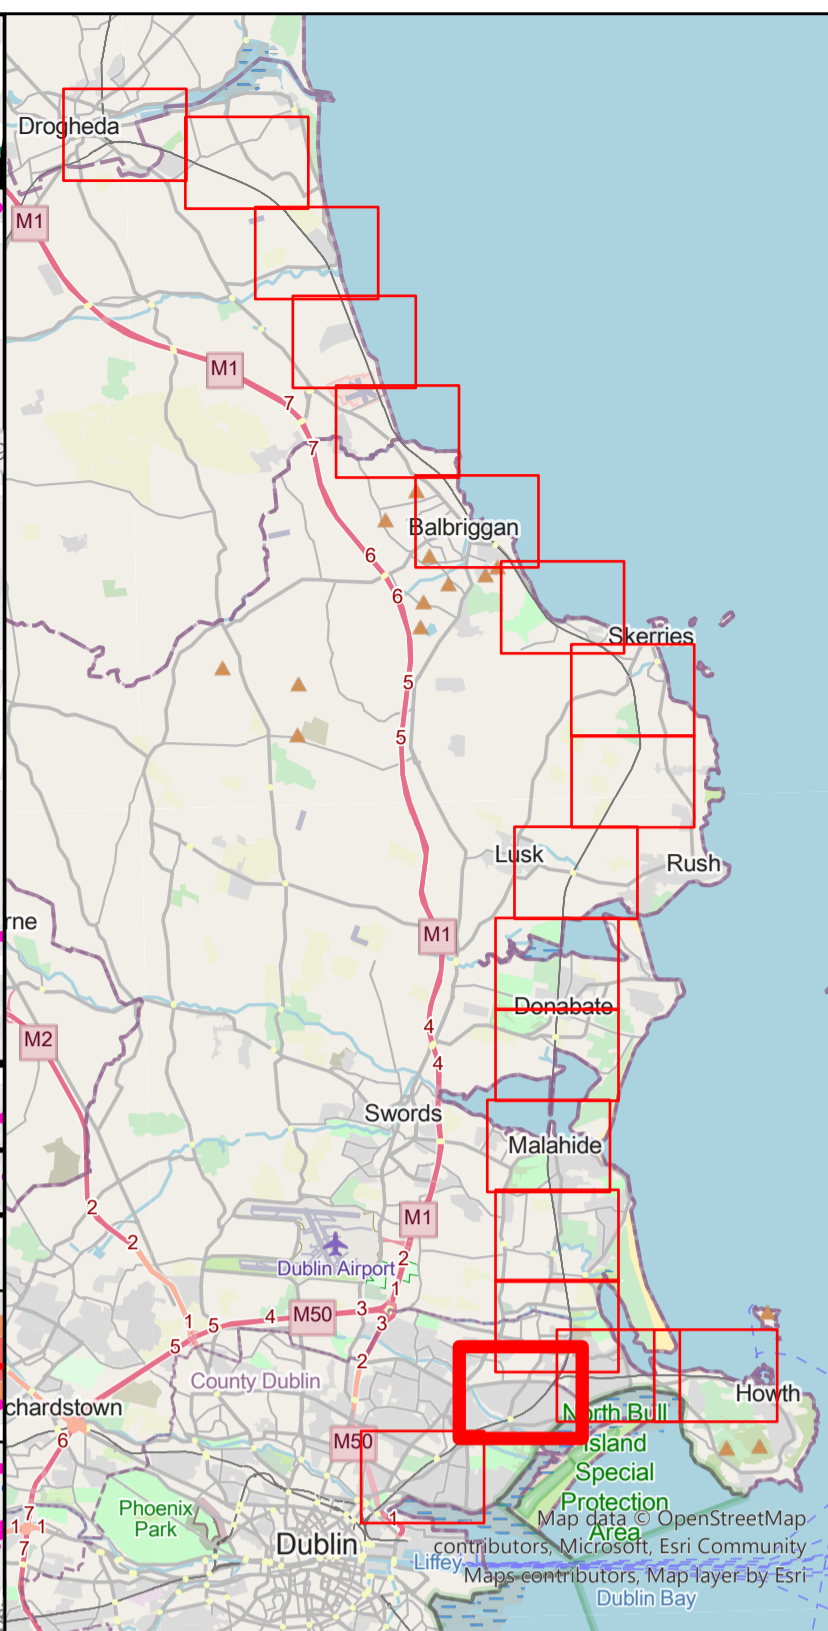 Drogheda
M1
M1
7
7
Balbriggan
6
6
Skerries
5
5
Lusk
Rush
rne
M1
Donabate
M2
4
4
Swords
Malahide
2
M1
2
2
Dublin Airport
1
1
5
4
M50
3
3
5
2
County Dublin
Howth
chardstown
North Bull
Island
Special
Protection
Area
6
M50
7
1
1
7
Phoenix
Park
1
Dublin
Liffey
Map data © OpenStreetMap
contributors, Microsoft, Esri Community
Maps contributors, Map layer by Esri
Dublin Bay